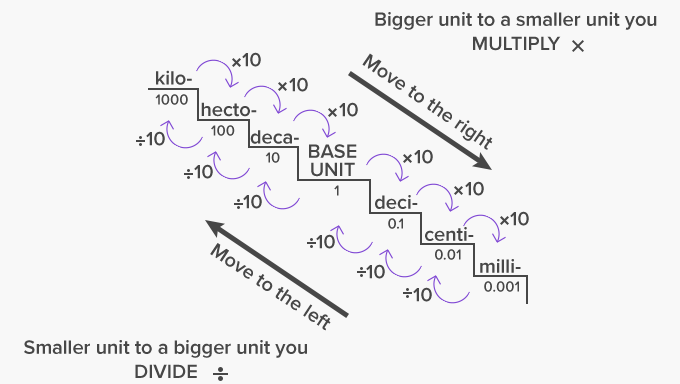 Bigger unit to a smaller unit you
MULTIPLY ×
Move to the right
kilo-
1000
×10
hecto-
100
×10
deca-
10
×10
BASE
UNIT
1
×10
deci-
0.1
×10
centi-
0.01
×10
milli-
0.001
÷10
÷10
÷10
÷10
÷10
÷10
Move to the left
Smaller unit to a bigger unit you
DIVIDE ÷